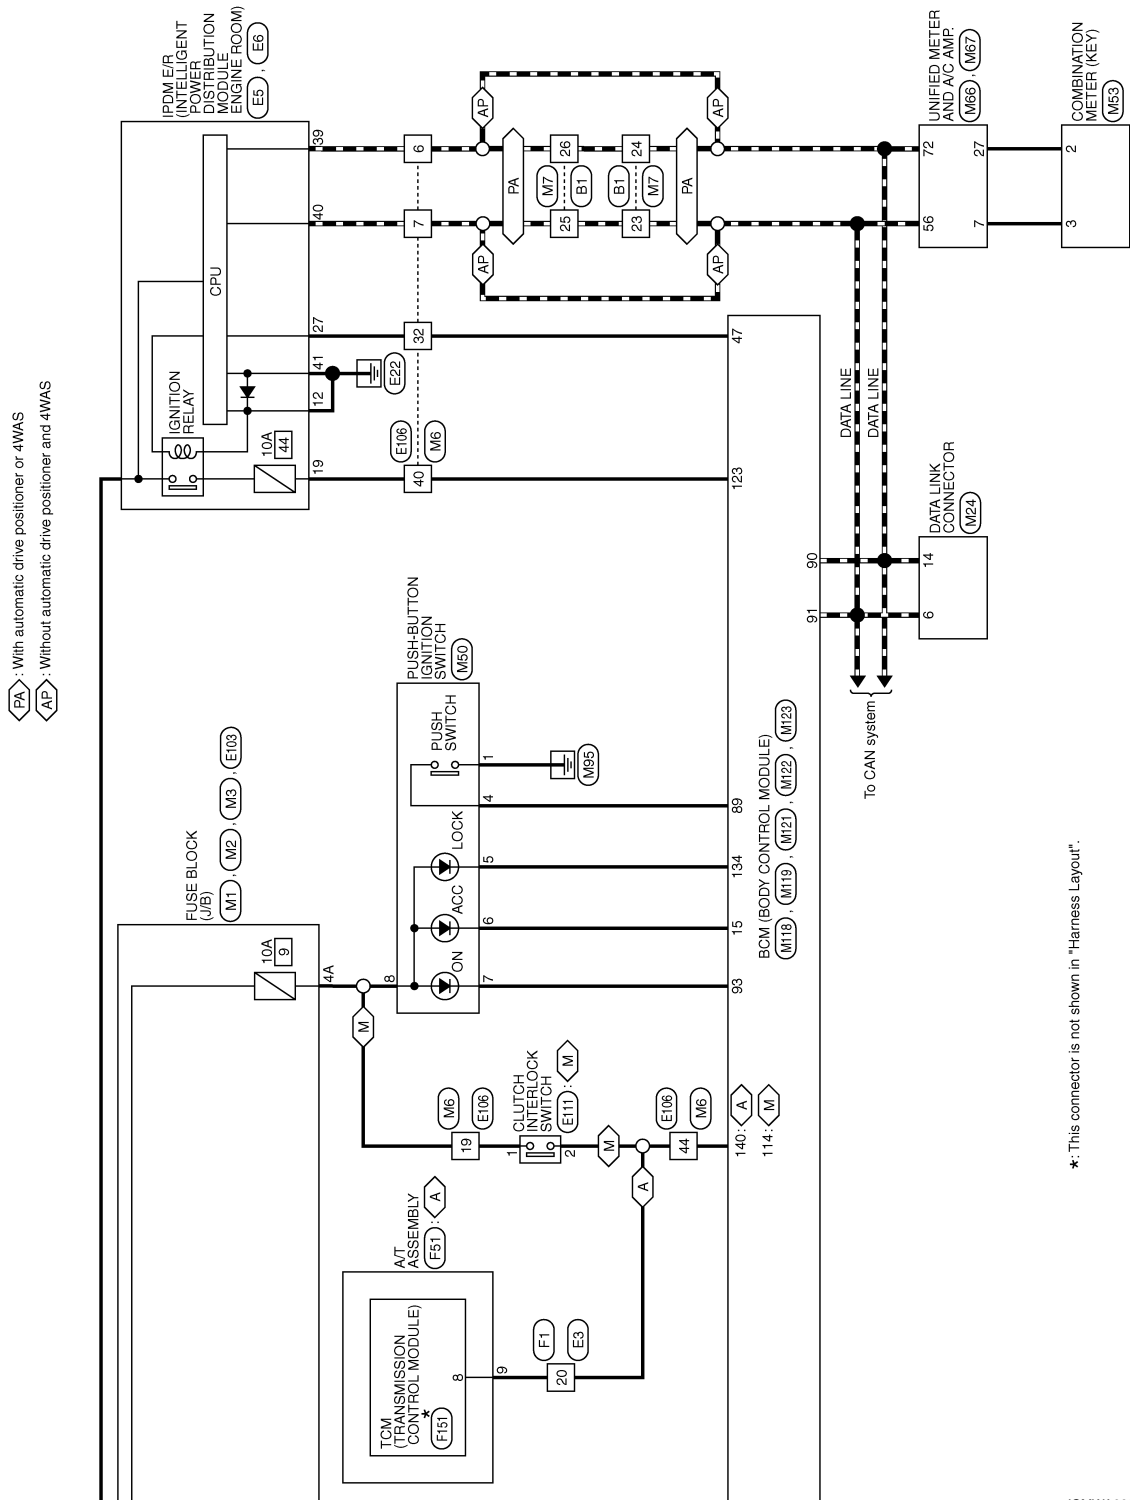 PA : With automatic drive positioner or 4WAS
AP : Without automatic drive positioner and 4WAS
IPDM E/R
(INTELLIGENT
POWER
DISTRIBUTION
MODULE
ENGINE ROOM)
E5 , E6
CPU
IGNITION
RELAY
10A
44
19
12
41
27
40
39
E22
E106
M6
40
32
7
6
AP
AP
PA
25
26
M7
B1
23
24
B1
M7
PA
AP
AP
UNIFIED METER
AND A/C AMP.
M66 , M67
56
72
7
27
COMBINATION
METER (KEY)
M53
3
2
DATA LINE
DATA LINE
DATA LINK
CONNECTOR
M24
6
14
91
90
To CAN system
FUSE BLOCK
(J/B)
M1 , M2 , M3 , E103
10A
9
4A
M
PUSH-BUTTON
IGNITION
SWITCH
M50
PUSH
SWITCH
8
ON
ACC
LOCK
7
6
5
4
1
M95
BCM (BODY CONTROL MODULE)
M118 , M119 , M121 , M122 , M123
93
15
134
89
123
47
M6
E106
19
CLUTCH
INTERLOCK
SWITCH
E111 : M
1
2
M
A
E106
M6
44
140: A
114: M
A/T
ASSEMBLY
F51 : A
TCM
(TRANSMISSION
CONTROL MODULE)
*
F151
8
9
F1
E3
20
*: This connector is not shown in "Harness Layout".